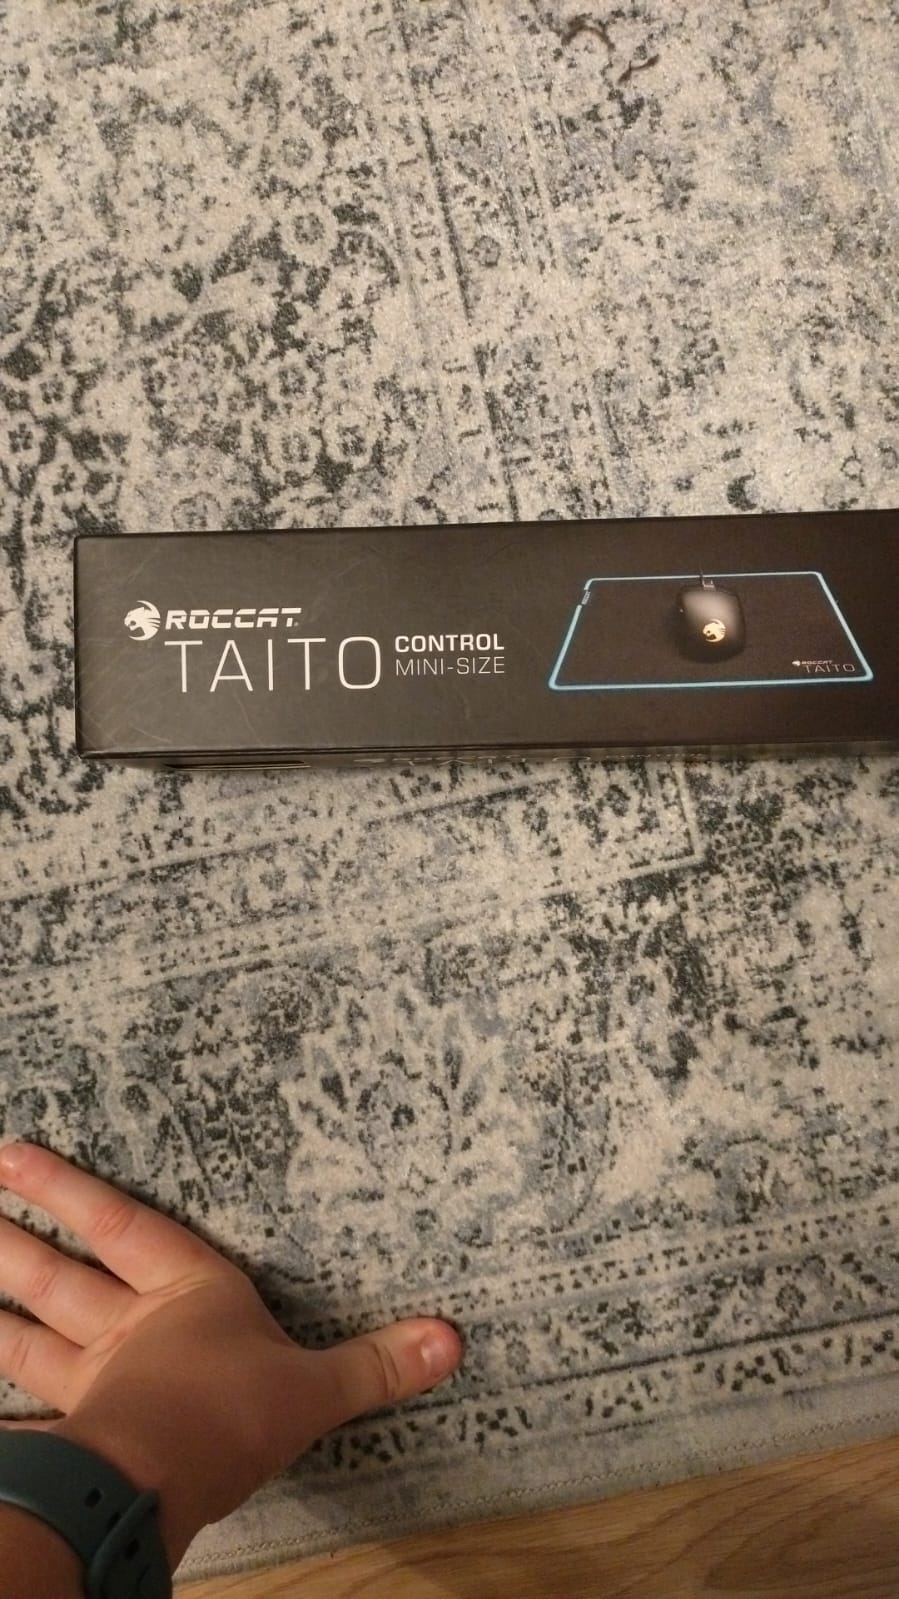 ROCCAT
TAITO CONTROL
MINI-SIZE
ROCCAT
TAITO